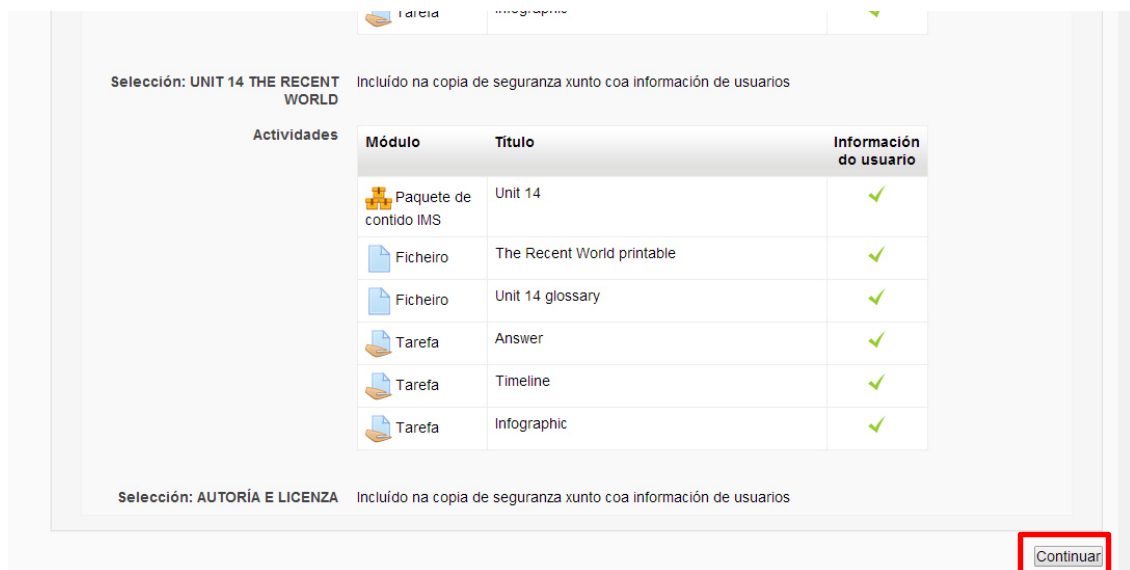 Tarefa Infographic
Selección: UNIT 14 THE RECENT Incluído na copia de seguranza xunto coa información de usuarios
WORLD
Actividades Módulo Título Información
do usuario
Paquete de Unit 14
contido IMS
Ficheiro The Recent World printable
Ficheiro Unit 14 glossary
Tarefa Answer
Tarefa Timeline
Tarefa Infographic
Selección: AUTORÍA E LICENZA Incluído na copia de seguranza xunto coa información de usuarios
Continuar